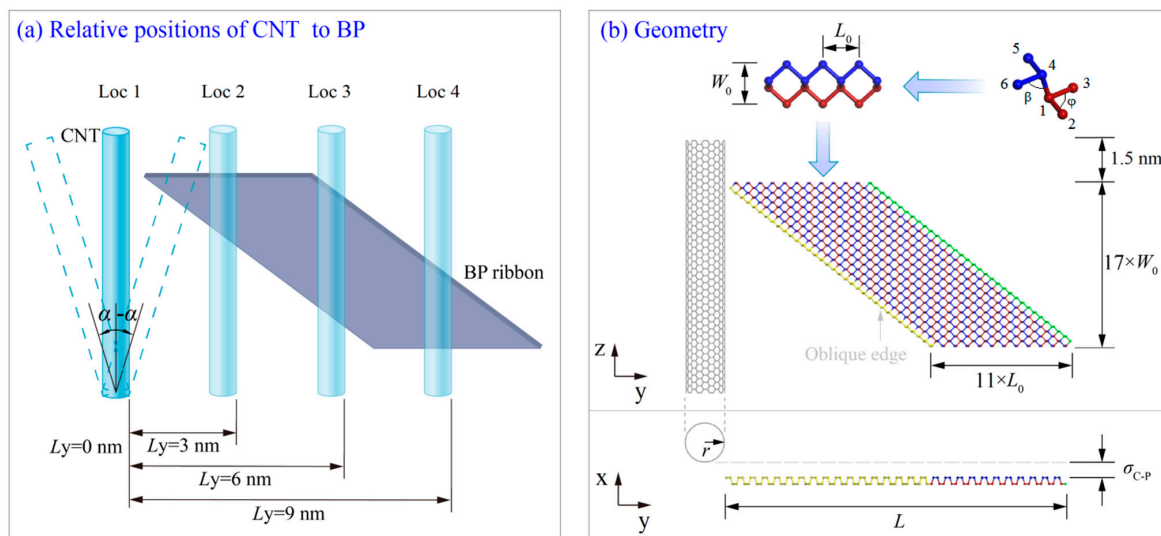 (a) Relative positions of CNT to BP
Loc 1 Loc 2 Loc 3 Loc 4
CNT
BP ribbon
α -α
Ly=0 nm
Ly=3 nm
Ly=6 nm
Ly=9 nm
(b) Geometry
L₀
W₀
5
4
6
3
β
φ
1
2
1.5 nm
17×W₀
Oblique edge
11×L₀
z
y
r
σC-P
x
y
L